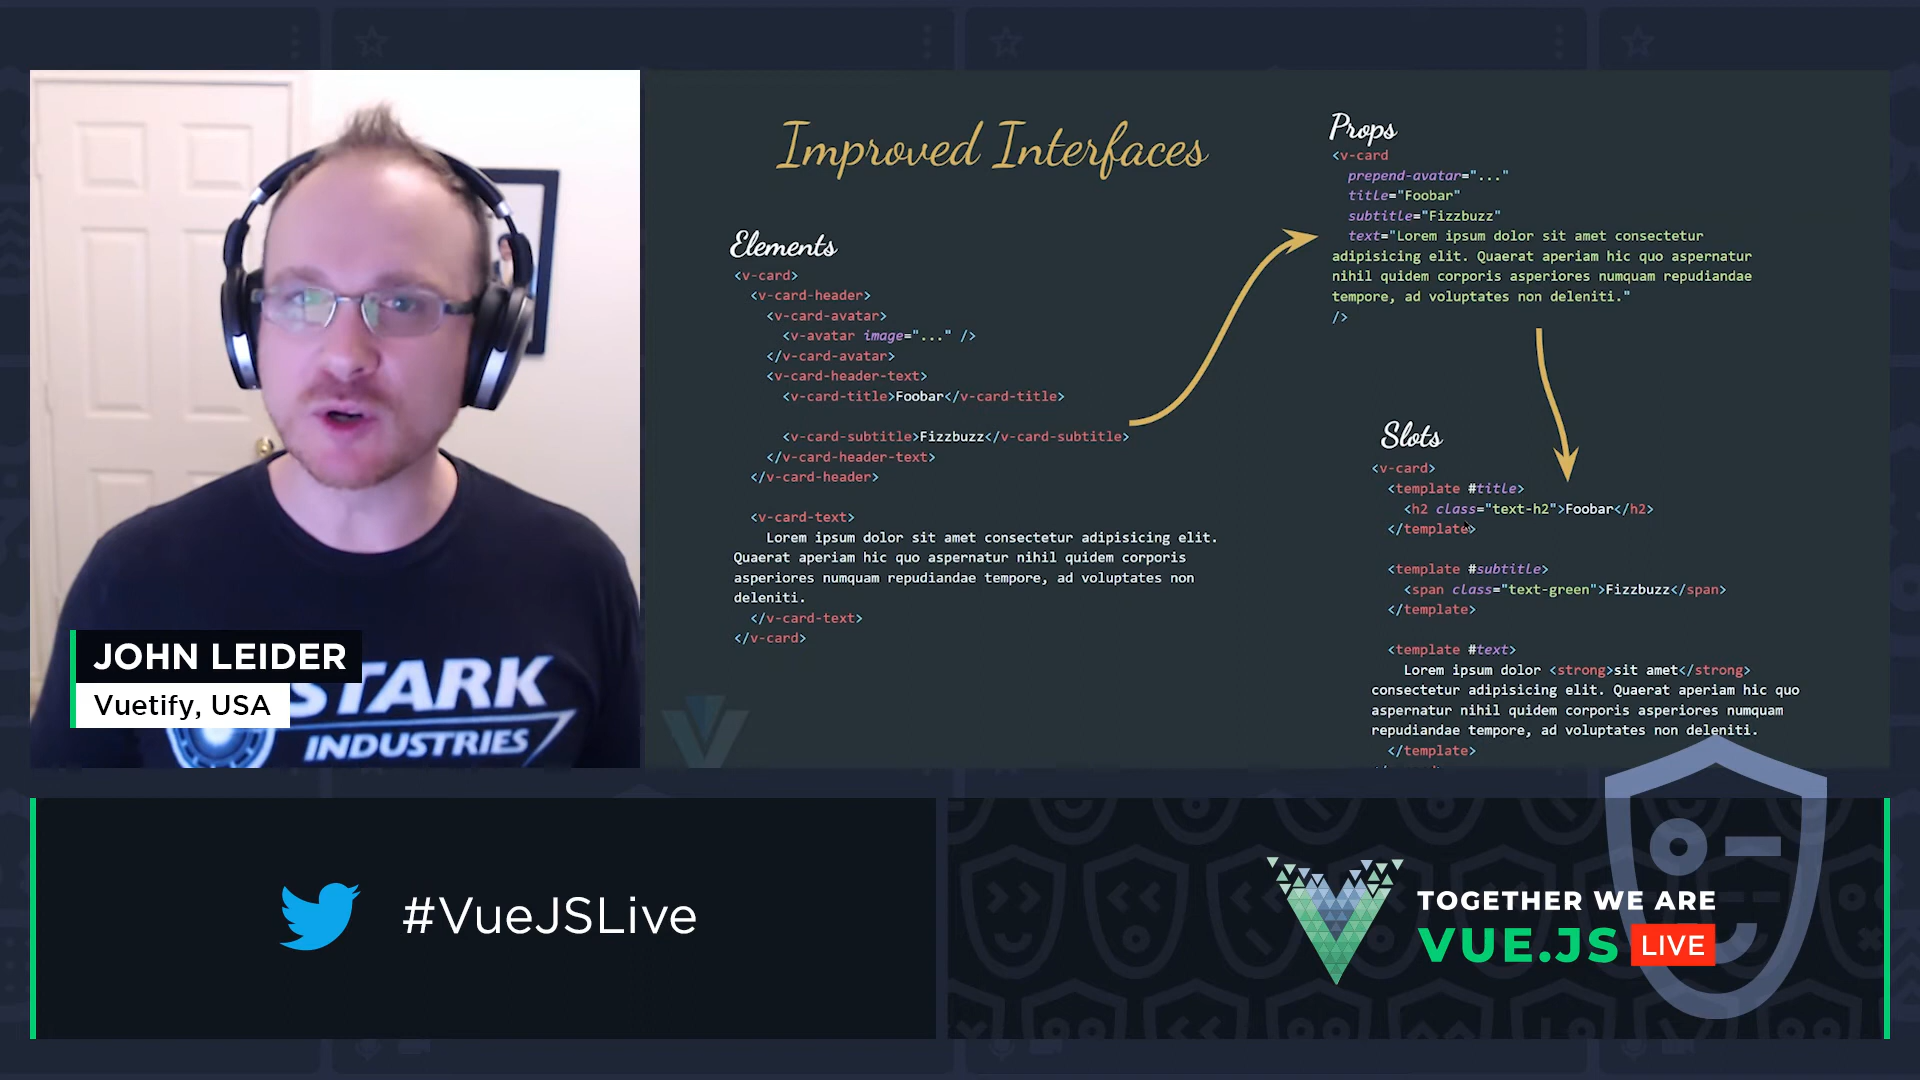 Improved Interfaces
Elements
<v-card>
<v-card-header>
<v-card-avatar>
<v-avatar image="..." />
</v-card-avatar>
<v-card-header-text>
<v-card-title>Foobar</v-card-title>
<v-card-subtitle>Fizzbuzz</v-card-subtitle>
</v-card-header-text>
</v-card-header>
<v-card-text>
Lorem ipsum dolor sit amet consectetur adipisicing elit.
Quaerat aperiam hic quo aspernatur nihil quidem corporis
asperiores numquam repudiandae tempore, ad voluptates non
deleniti.
</v-card-text>
</v-card>
Props
<v-card
prepend-avatar="..."
title="Foobar"
subtitle="Fizzbuzz"
text="Lorem ipsum dolor sit amet consectetur
adipisicing elit. Quaerat aperiam hic quo aspernatur
nihil quidem corporis asperiores numquam repudiandae
tempore, ad voluptates non deleniti."
/>
Slots
<v-card>
<template #title>
<h2 class="text-h2">Foobar</h2>
</template>
<template #subtitle>
<span class="text-green">Fizzbuzz</span>
</template>
<template #text>
Lorem ipsum dolor <strong>sit amet</strong>
consectetur adipisicing elit. Quaerat aperiam hic quo
aspernatur nihil quidem corporis asperiores numquam
repudiandae tempore, ad voluptates non deleniti.
</template>
JOHN LEIDER
Vuetify, USA
STARK
INDUSTRIES
#VueJSLive
TOGETHER WE ARE
VUE.JS LIVE